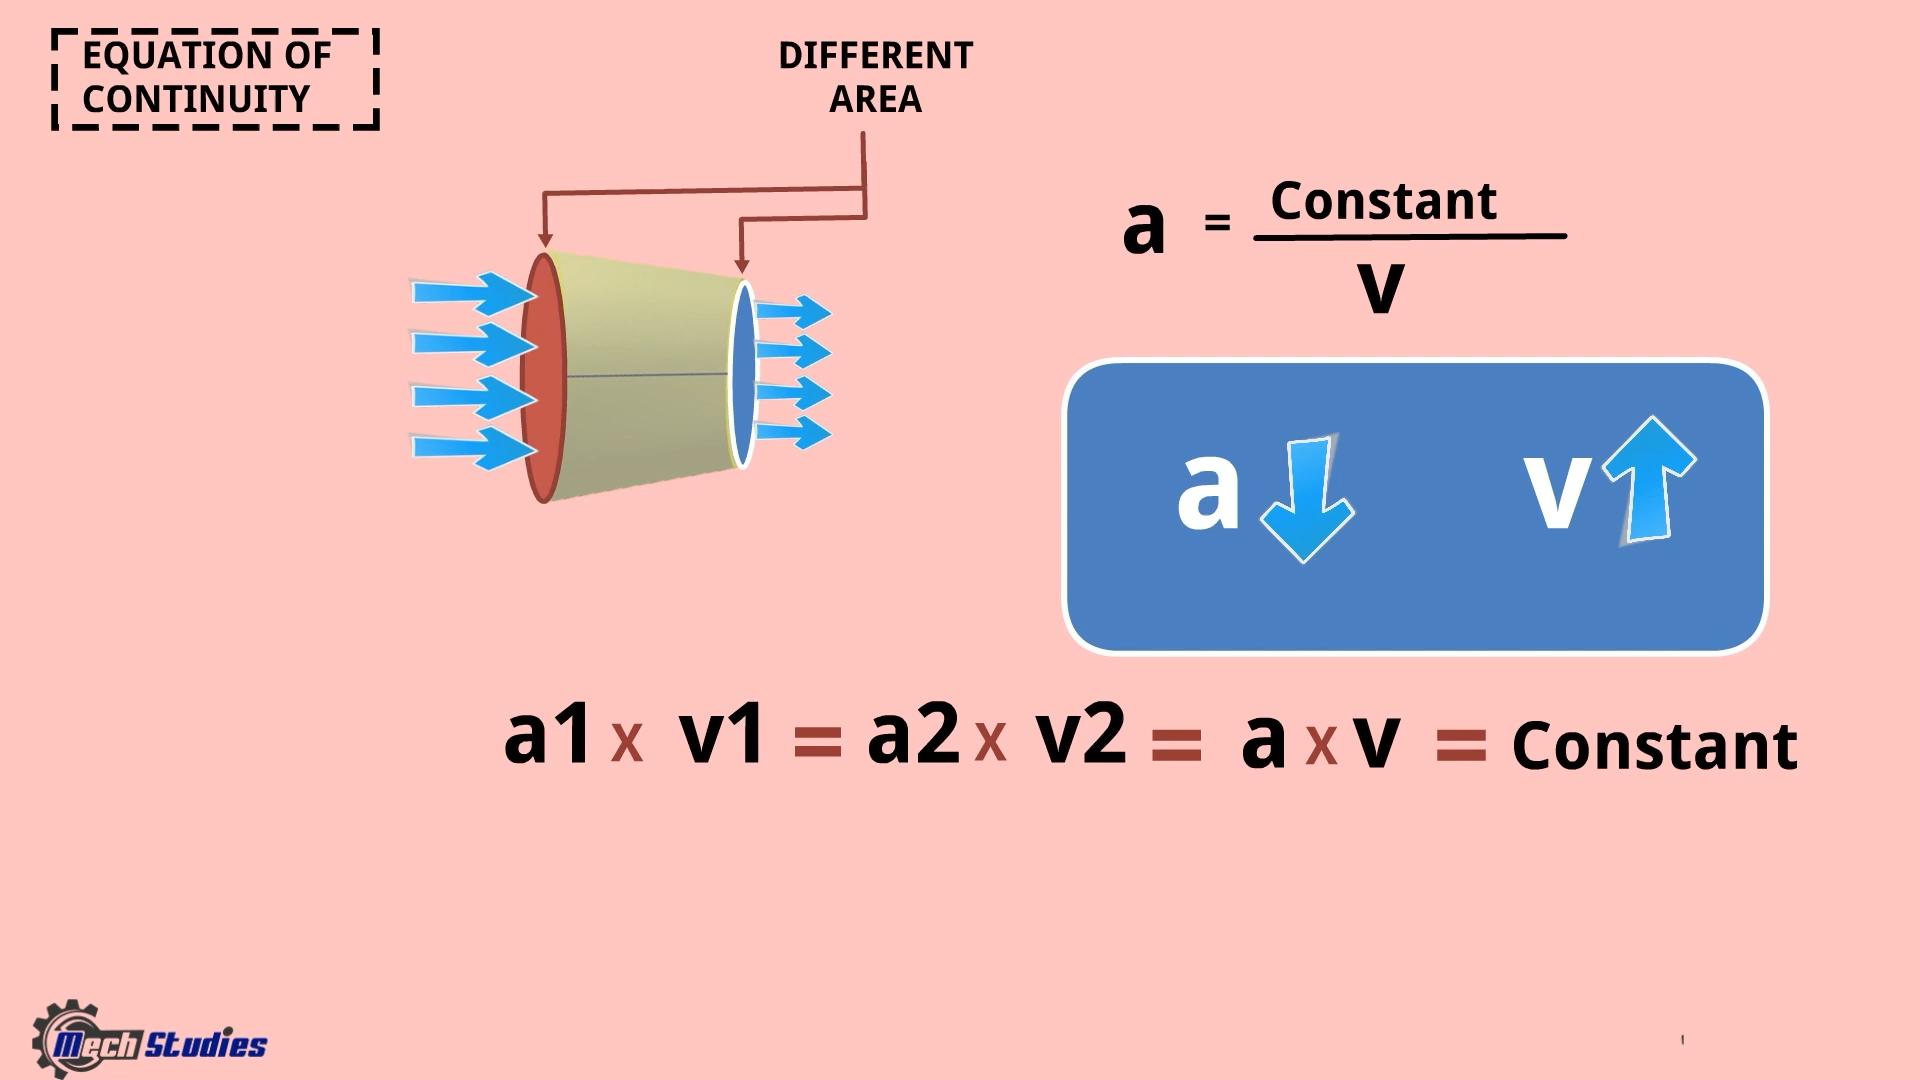 EQUATION OF
CONTINUITY
DIFFERENT
AREA
a = Constant
v
a v
a1 x v1 = a2 x v2 = a x v = Constant
Mech Studies